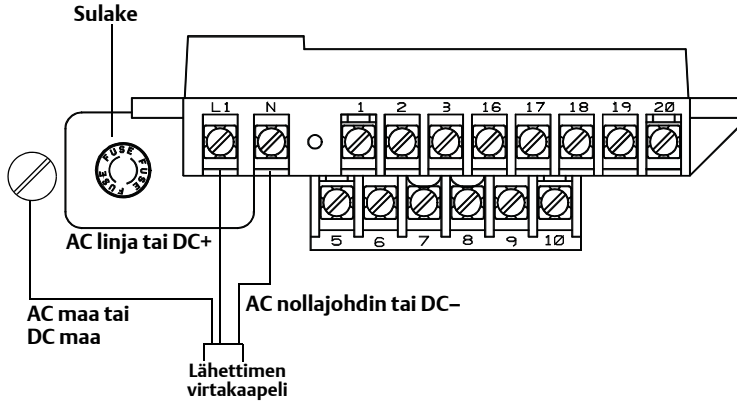 Sulake
L1 N 1 2 3 16 17 18 19 20
FUSE FUSE FUSE
5 6 7 8 9 10
AC linja tai DC+
AC nollajohdin tai DC–
AC maa tai
DC maa
Lähettimen
virtakaapeli